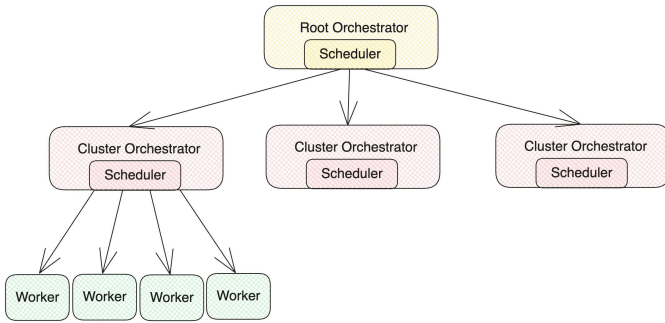 Root Orchestrator
Scheduler
Cluster Orchestrator
Scheduler
Cluster Orchestrator
Scheduler
Cluster Orchestrator
Scheduler
Worker
Worker
Worker
Worker